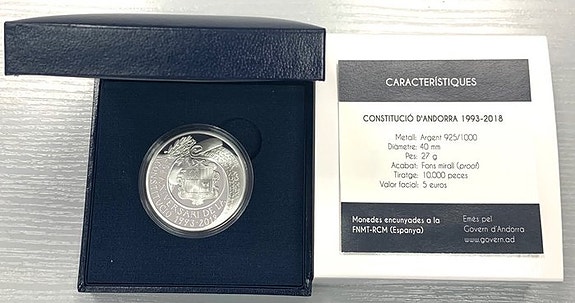 CARACTERÍSTIQUES
CONSTITUCIÓ D'ANDORRA 1993-2018
Metall: Argent 925/1000
Diàmetre: 40 mm
Pes: 27 g
Acabat: Fons mirall (proof)
Tiratge: 10.000 peces
Valor facial: 5 euros
Monedes encunyades a la
FNMT-RCM (Espanya)
Emès pel
Govern d'Andorra
www.govern.ad
1993-2018